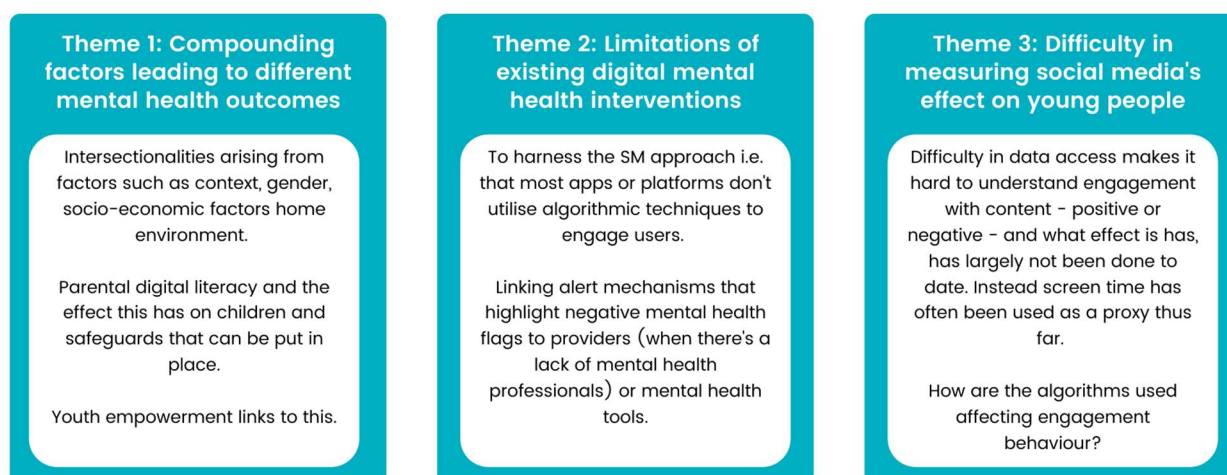 Theme 1: Compounding
factors leading to different
mental health outcomes
Intersectionalities arising from
factors such as context, gender,
socio-economic factors home
environment.
Parental digital literacy and the
effect this has on children and
safeguards that can be put in
place.
Youth empowerment links to this.
Theme 2: Limitations of
existing digital mental
health interventions
To harness the SM approach i.e.
that most apps or platforms don't
utilise algorithmic techniques to
engage users.
Linking alert mechanisms that
highlight negative mental health
flags to providers (when there's a
lack of mental health
professionals) or mental health
tools.
Theme 3: Difficulty in
measuring social media's
effect on young people
Difficulty in data access makes it
hard to understand engagement
with content - positive or
negative - and what effect is has,
has largely not been done to
date. Instead screen time has
often been used as a proxy thus
far.
How are the algorithms used
affecting engagement
behaviour?